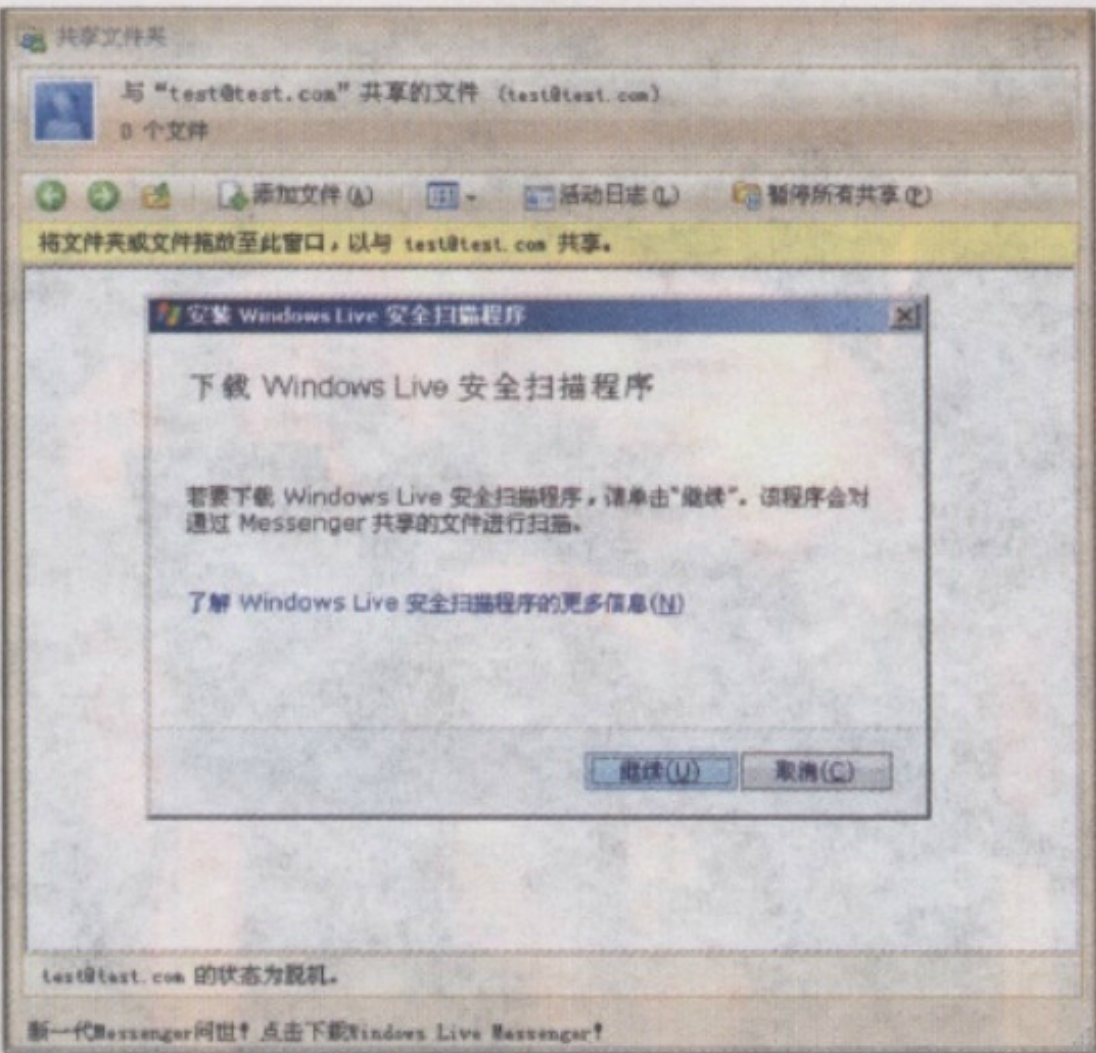 共享文件夹
与“test@test.com”共享的文件 (test@test.com)
0 个文件
添加文件(A) 活动日志(L) 暂停所有共享(P)
将文件夹或文件拖放至此窗口，以与 test@test.com 共享。
安装 Windows Live 安全扫描程序
下载 Windows Live 安全扫描程序
若要下载 Windows Live 安全扫描程序，请单击“继续”。该程序会对
通过 Messenger 共享的文件进行扫描。
了解 Windows Live 安全扫描程序的更多信息(N)
继续(U) 取消(C)
test@test.com 的状态为脱机。
新一代Messenger问世！点击下载Windows Live Messenger！